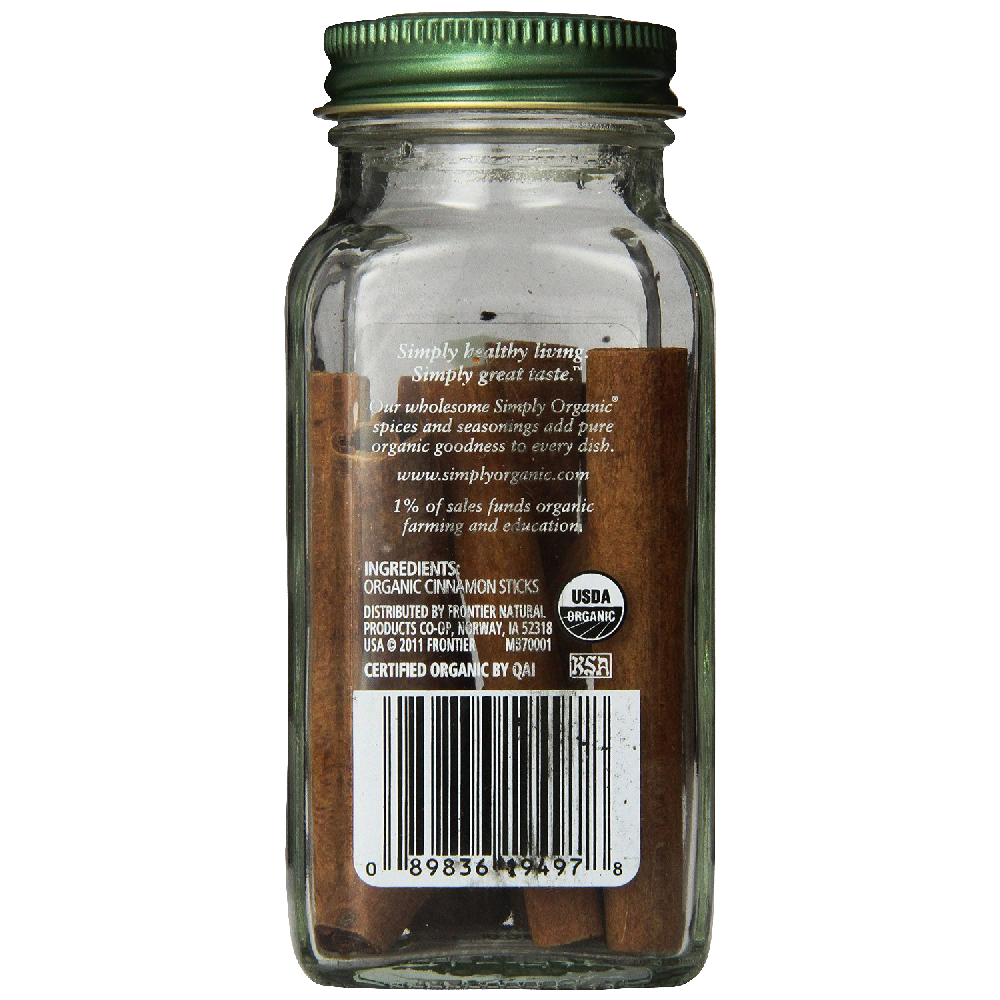 Simply healthy living.
Simply great taste.™
Our wholesome Simply Organic®
spices and seasonings add pure
organic goodness to every dish.
www.simplyorganic.com
1% of sales funds organic
farming and education.
INGREDIENTS:
ORGANIC CINNAMON STICKS
DISTRIBUTED BY FRONTIER NATURAL
PRODUCTS CO-OP, NORWAY, IA 52318
USA © 2011 FRONTIER MB70001
CERTIFIED ORGANIC BY QAI
USDA
ORGANIC
KSA
0 89836 19497 8